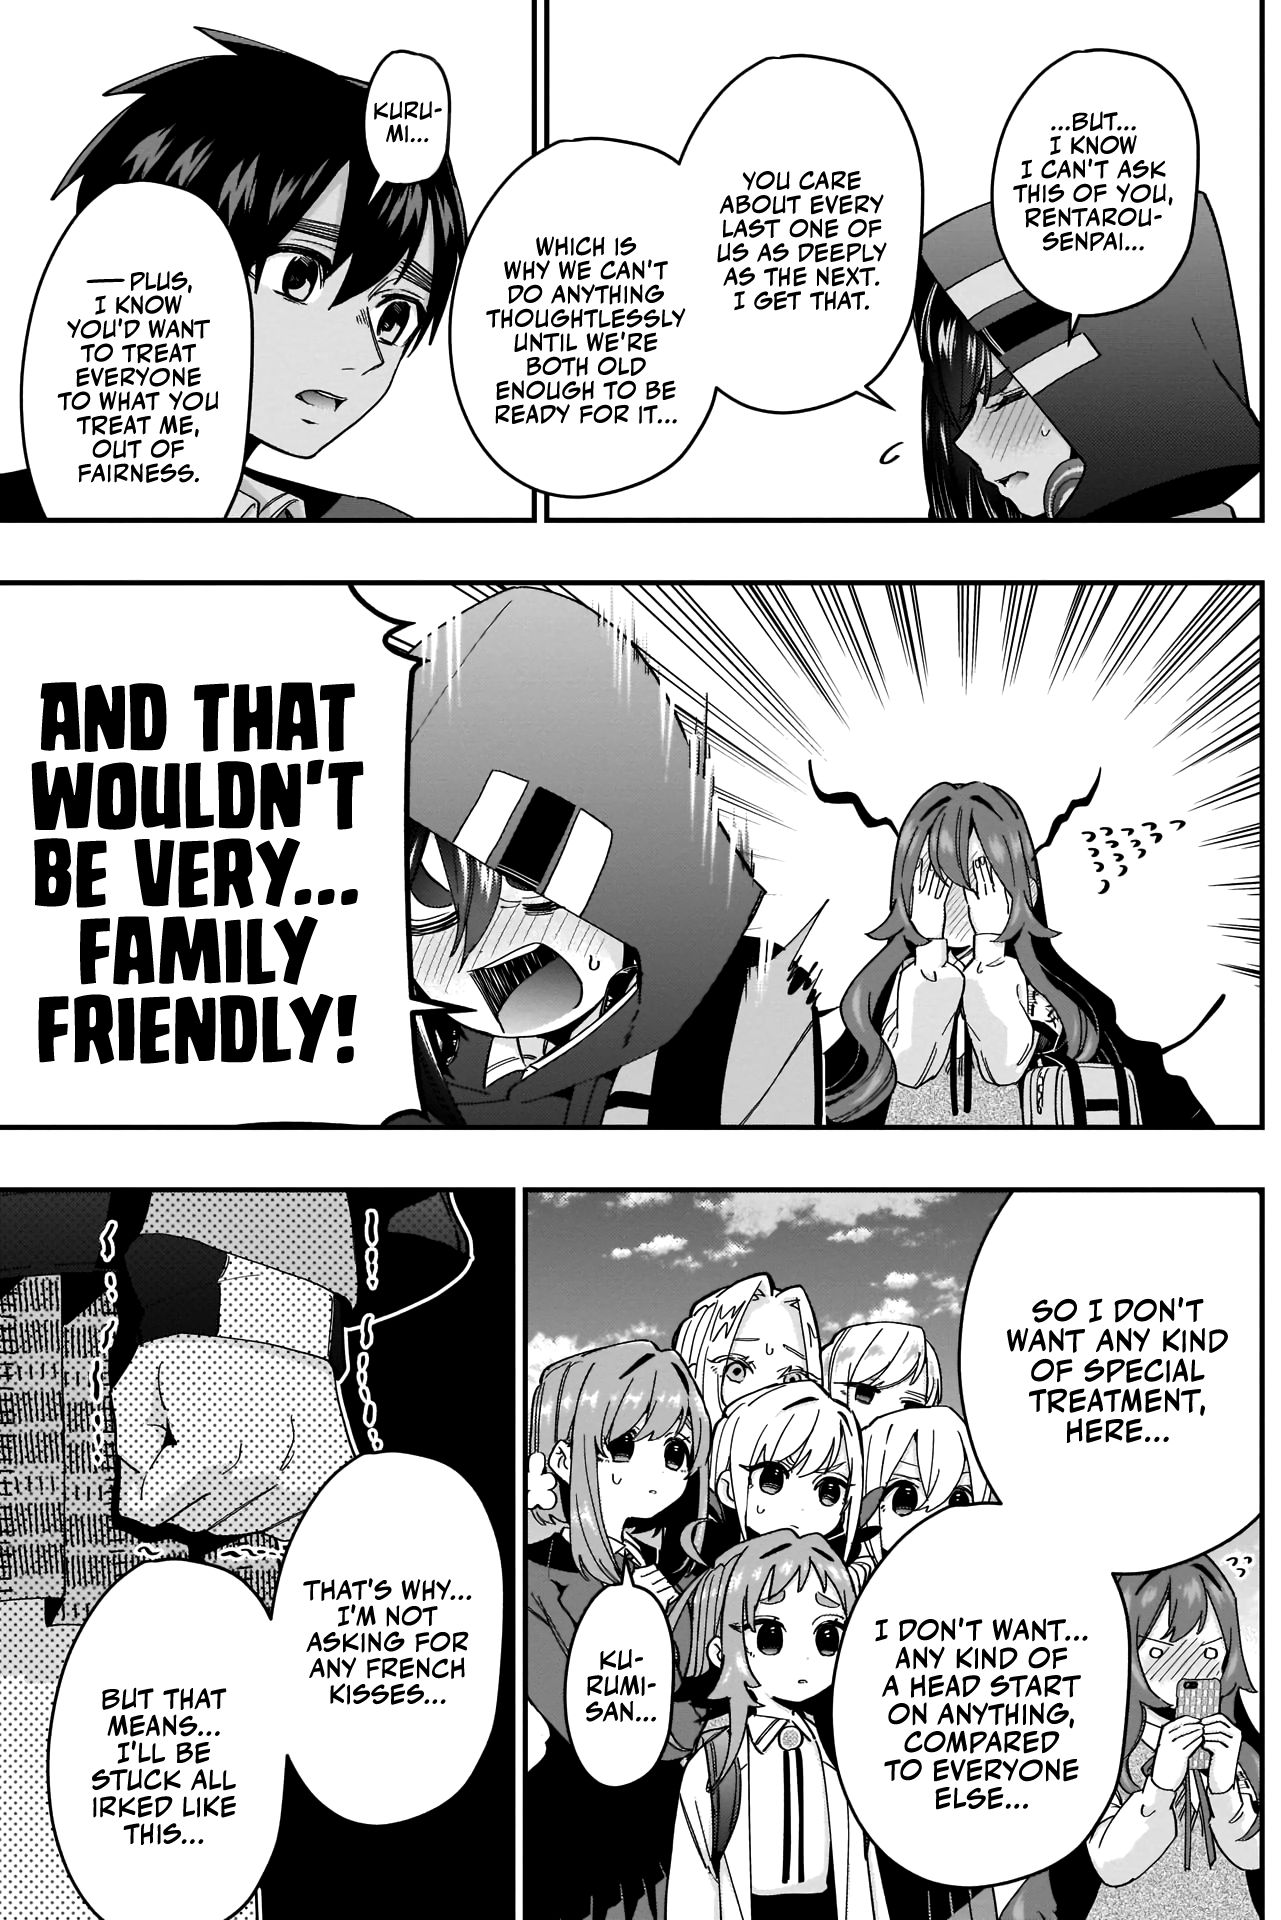 ...BUT...
I KNOW
I CAN'T ASK
THIS OF YOU,
RENTAROU-
SENPAI...
YOU CARE
ABOUT EVERY
LAST ONE OF
US AS DEEPLY
AS THE NEXT.
I GET THAT.
WHICH IS
WHY WE CAN'T
DO ANYTHING
THOUGHTLESSLY
UNTIL WE'RE
BOTH OLD
ENOUGH TO BE
READY FOR IT...
KURU-
MI...
—PLUS,
I KNOW
YOU'D WANT
TO TREAT
EVERYONE
TO WHAT YOU
TREAT ME,
OUT OF
FAIRNESS.
AND THAT
WOULDN'T
BE VERY...
FAMILY
FRIENDLY!
SO I DON'T
WANT ANY KIND
OF SPECIAL
TREATMENT,
HERE...
I DON'T WANT...
ANY KIND OF
A HEAD START
ON ANYTHING,
COMPARED
TO EVERYONE
ELSE...
KU-
RUMI-
SAN...
THAT'S WHY...
I'M NOT
ASKING FOR
ANY FRENCH
KISSES...
BUT THAT
MEANS...
I'LL BE
STUCK ALL
IRKED LIKE
THIS...